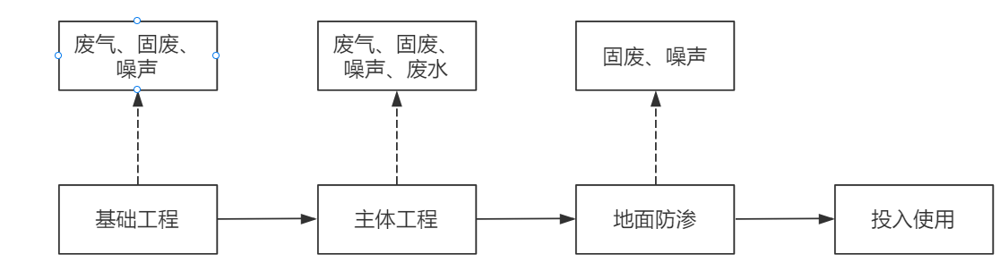 废气、固废、
噪声
废气、固废、
噪声、废水
固废、噪声
基础工程
主体工程
地面防渗
投入使用